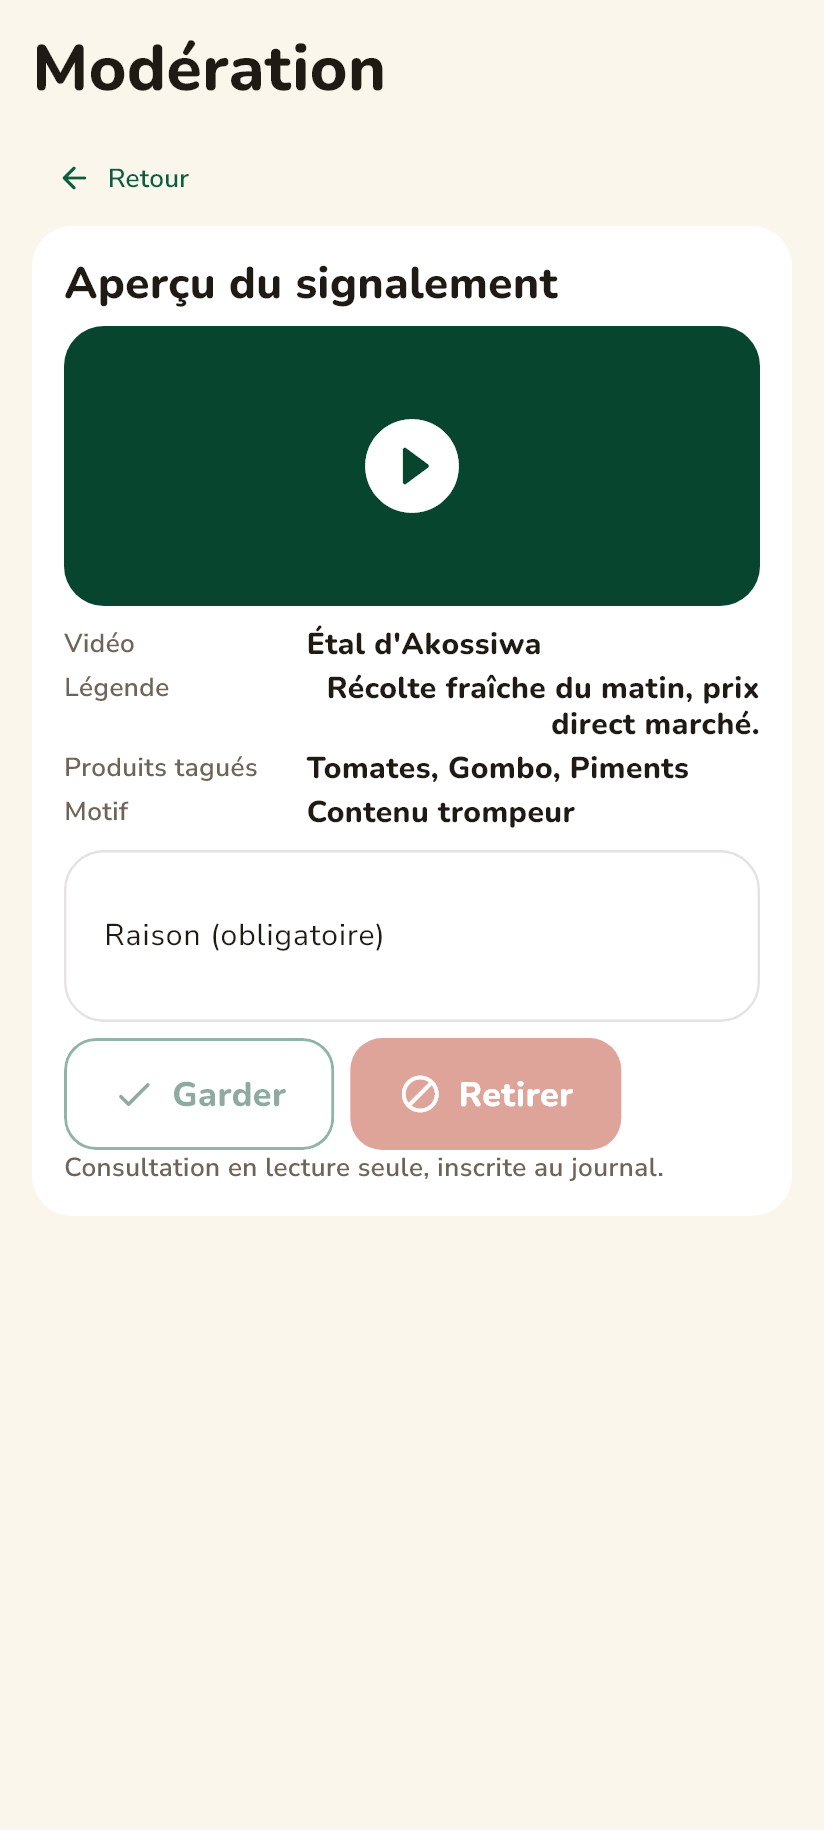 Modération
Retour
Aperçu du signalement
Vidéo Étal d'Akossiwa
Légende Récolte fraîche du matin, prix
direct marché.
Produits tagués Tomates, Gombo, Piments
Motif Contenu trompeur
Raison (obligatoire)
Garder Retirer
Consultation en lecture seule, inscrite au journal.